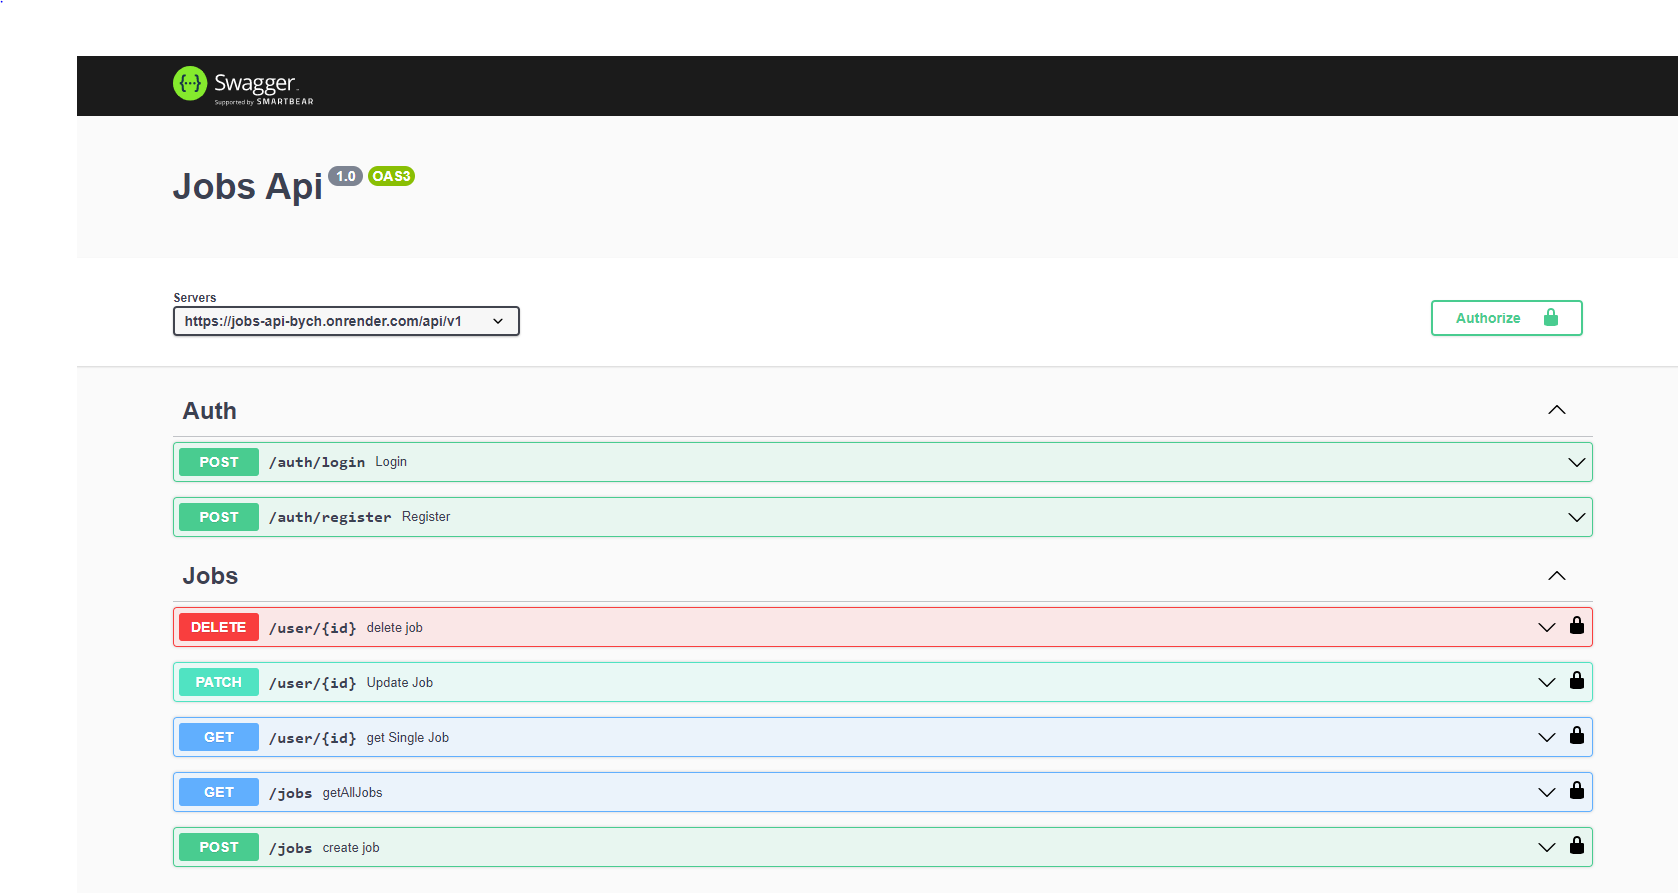 Swagger
Supported by SMARTBEAR
Jobs Api 1.0 OAS3
Servers
https://jobs-api-bych.onrender.com/api/v1
Authorize
Auth
POST /auth/login Login
POST /auth/register Register
Jobs
DELETE /user/{id} delete job
PATCH /user/{id} Update Job
GET /user/{id} get Single Job
GET /jobs getAllJobs
POST /jobs create job